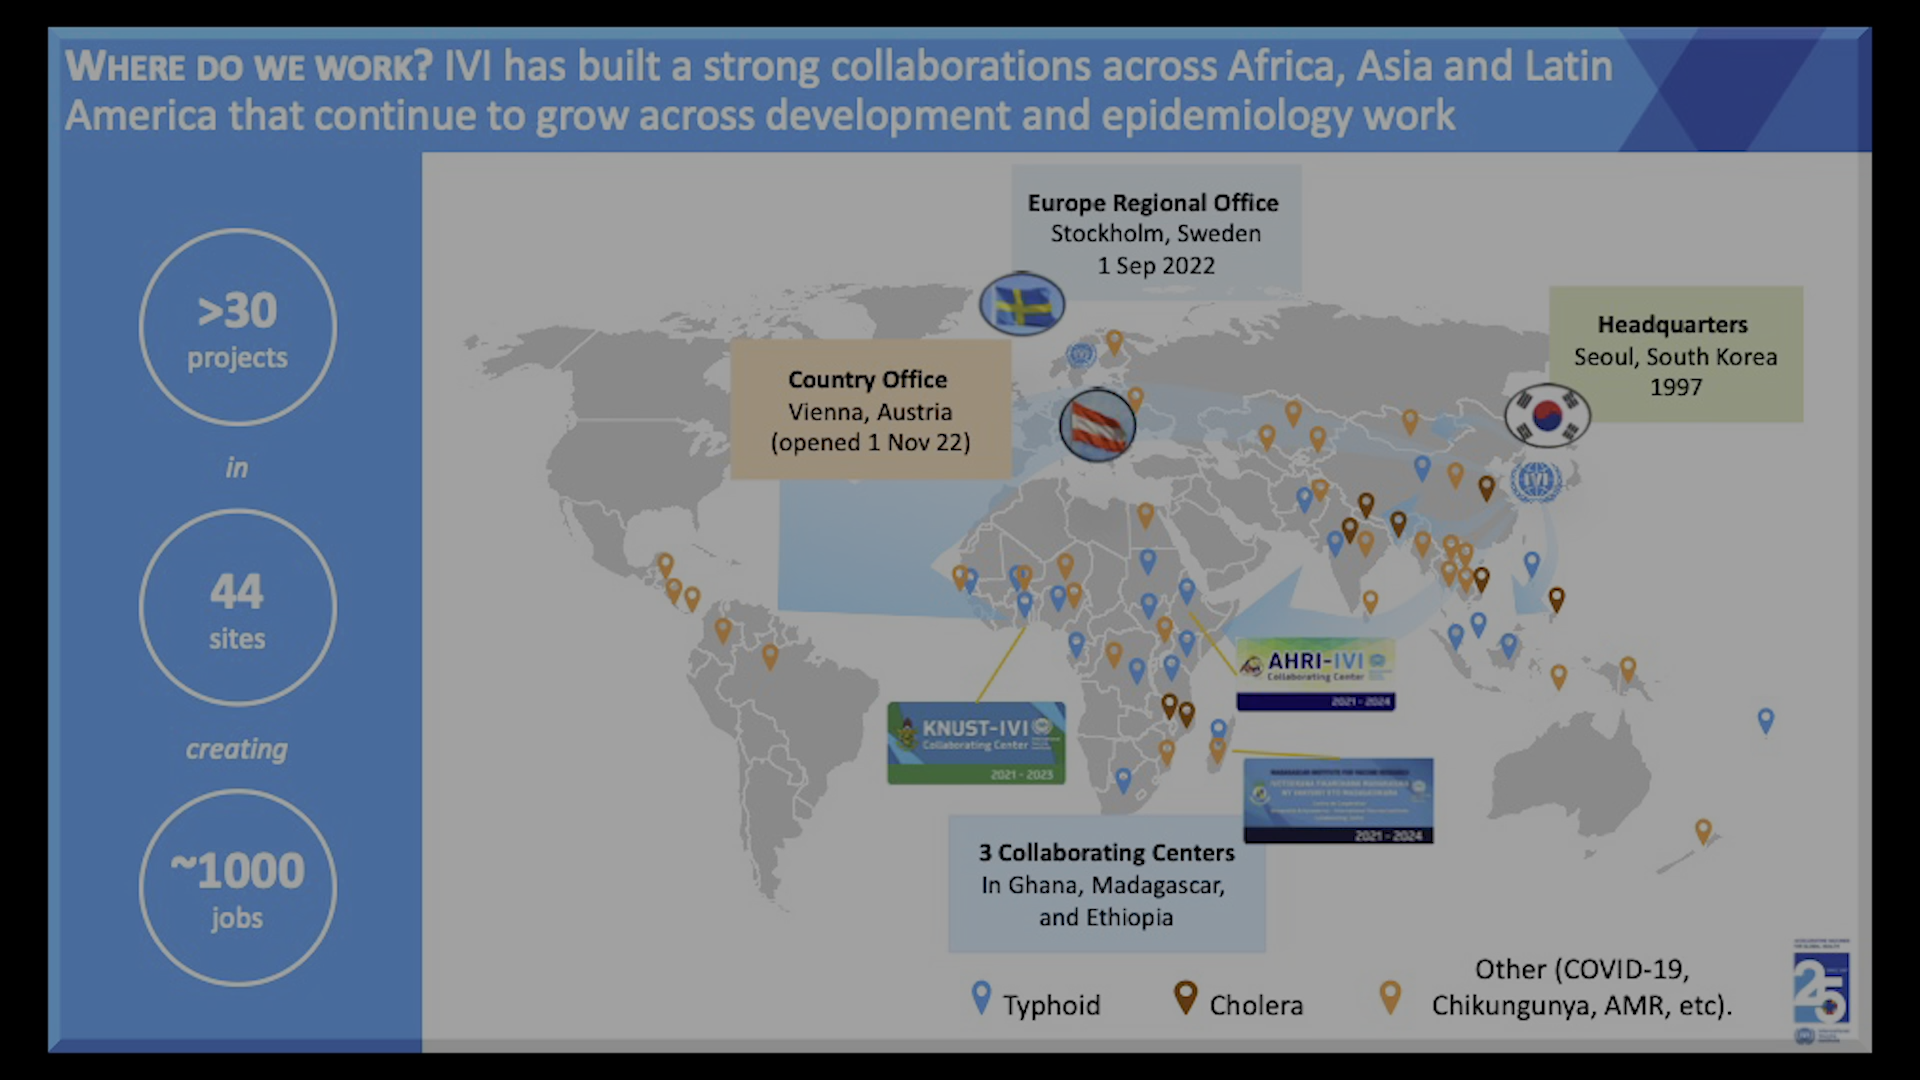 WHERE DO WE WORK? IVI has built a strong collaborations across Africa, Asia and Latin
America that continue to grow across development and epidemiology work
>30
projects
in
44
sites
creating
~1000
jobs
Europe Regional Office
Stockholm, Sweden
1 Sep 2022
Headquarters
Seoul, South Korea
1997
Country Office
Vienna, Austria
(opened 1 Nov 22)
IVI
AHRI-IVI
Collaborating Center
2021 - 2024
KNUST-IVI
Collaborating Center
2021 - 2023
2021 - 2024
3 Collaborating Centers
In Ghana, Madagascar,
and Ethiopia
Typhoid
Cholera
Other (COVID-19,
Chikungunya, AMR, etc).
25